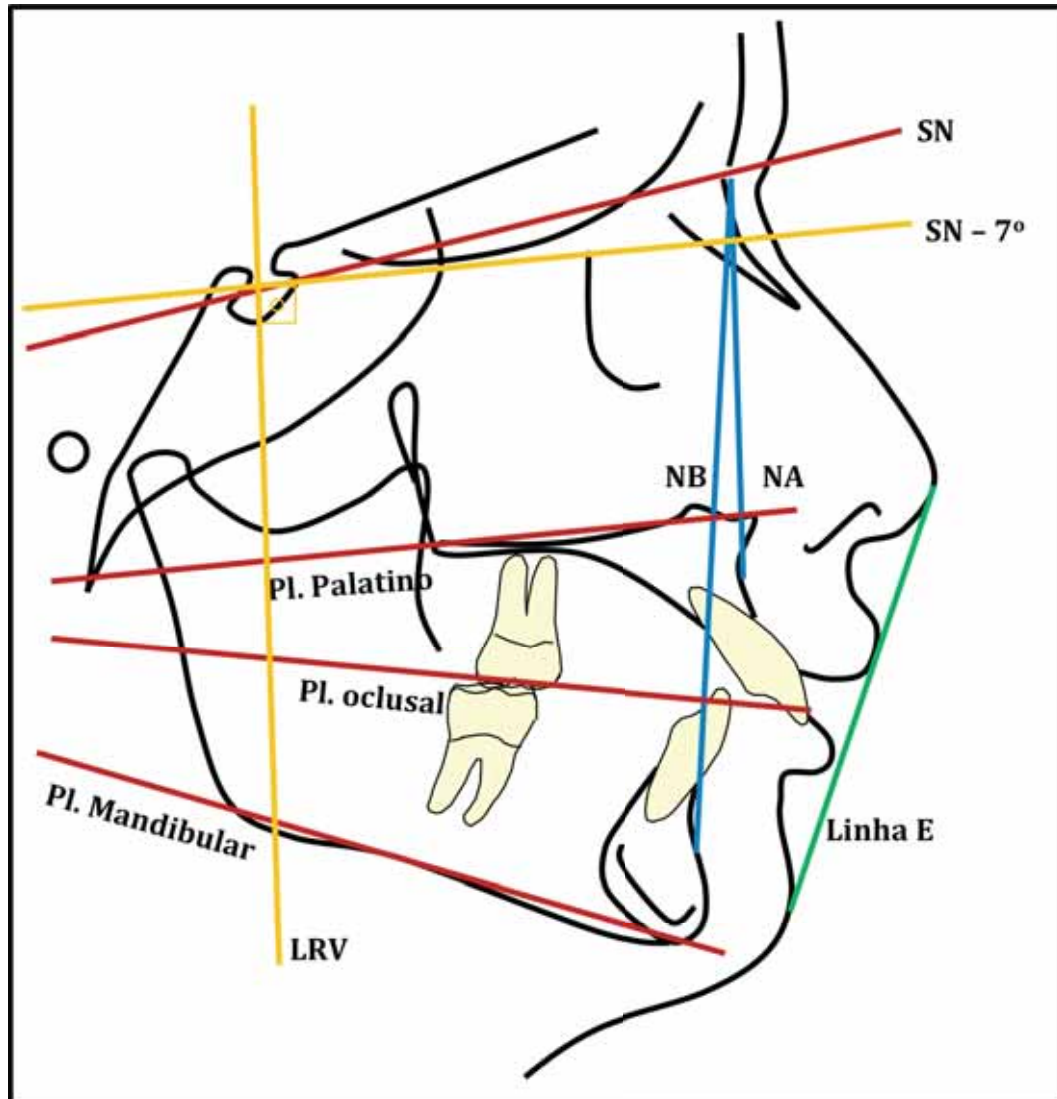 SN
SN – 7º
NB
NA
Pl. Palatino
Pl. oclusal
Pl. Mandibular
Linha E
LRV